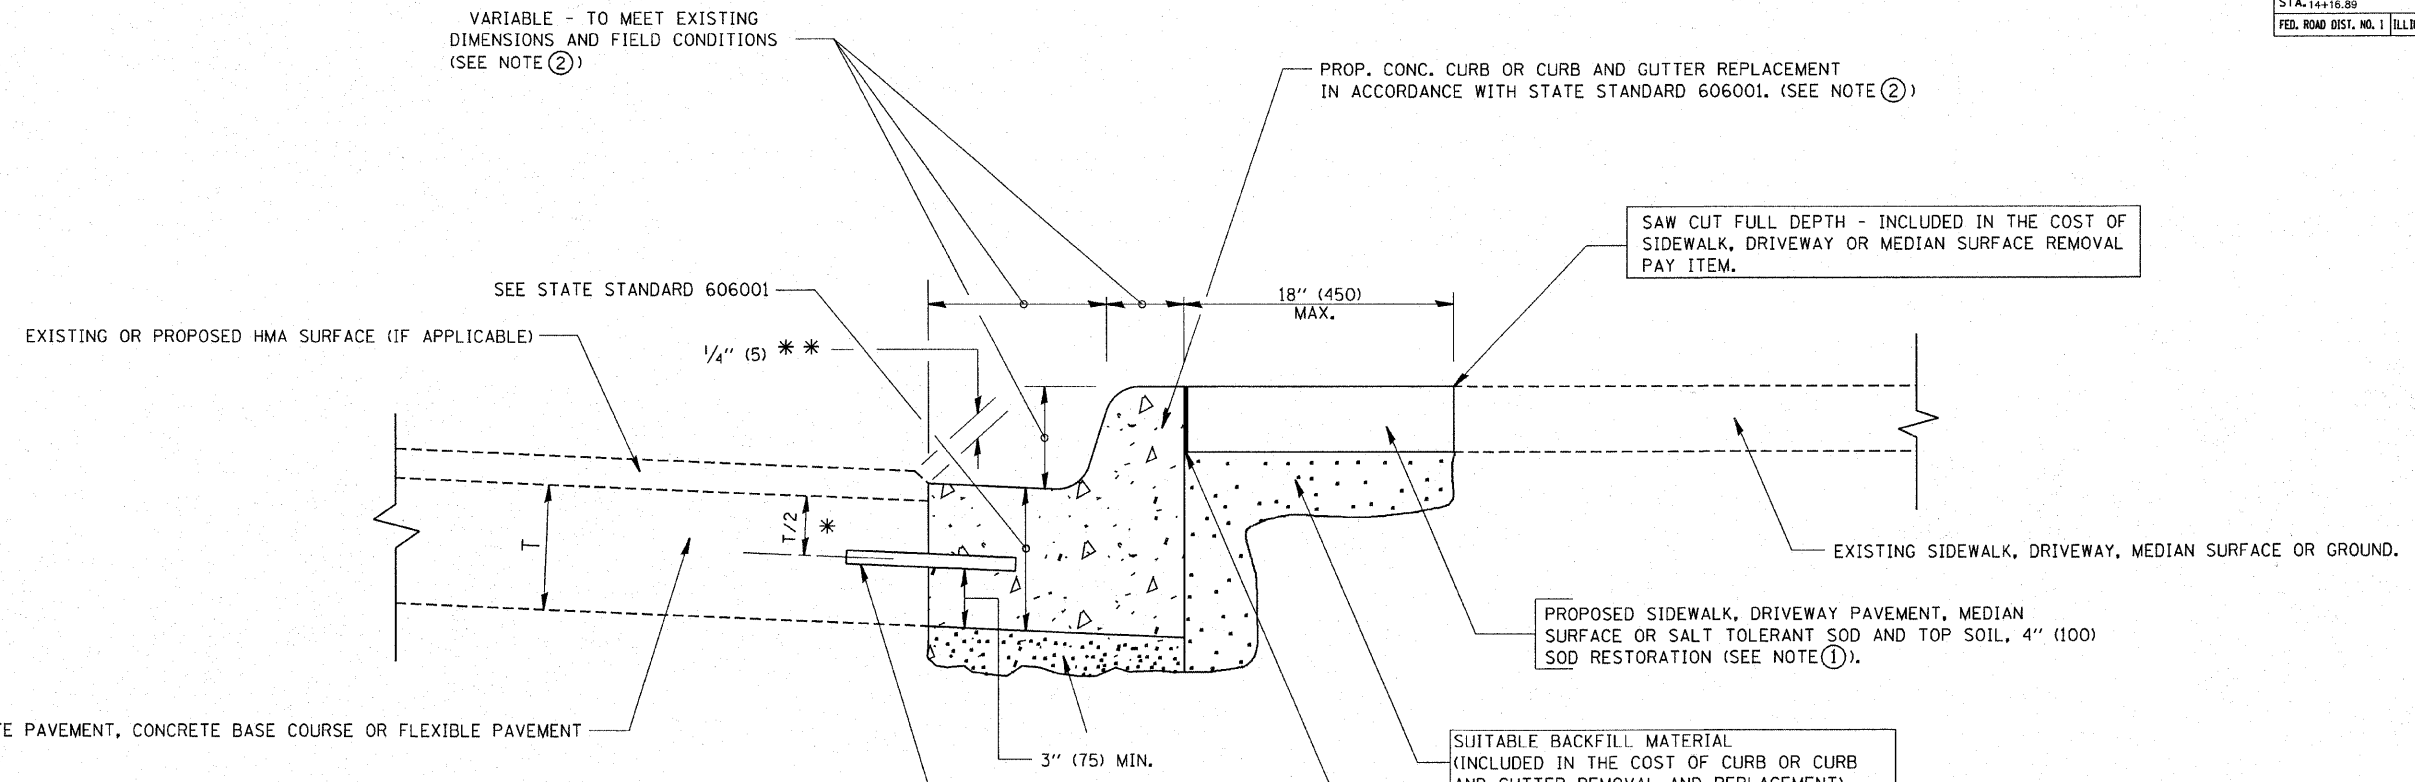 STA. 14+16.89
FED. ROAD DIST. NO. 1
VARIABLE - TO MEET EXISTING
DIMENSIONS AND FIELD CONDITIONS
(SEE NOTE 2)
PROP. CONC. CURB OR CURB AND GUTTER REPLACEMENT
IN ACCORDANCE WITH STATE STANDARD 606001. (SEE NOTE 2)
SAW CUT FULL DEPTH - INCLUDED IN THE COST OF
SIDEWALK, DRIVEWAY OR MEDIAN SURFACE REMOVAL
PAY ITEM.
SEE STATE STANDARD 606001
18" (450)
MAX.
EXISTING OR PROPOSED HMA SURFACE (IF APPLICABLE)
1/4" (5) * *
T
T/2 *
EXISTING SIDEWALK, DRIVEWAY, MEDIAN SURFACE OR GROUND.
PROPOSED SIDEWALK, DRIVEWAY PAVEMENT, MEDIAN
SURFACE OR SALT TOLERANT SOD AND TOP SOIL, 4" (100)
SOD RESTORATION (SEE NOTE 1).
PAVEMENT, CONCRETE BASE COURSE OR FLEXIBLE PAVEMENT
3" (75) MIN.
SUITABLE BACKFILL MATERIAL
(INCLUDED IN THE COST OF CURB OR CURB
AND GUTTER REMOVAL AND REPLACEMENT)